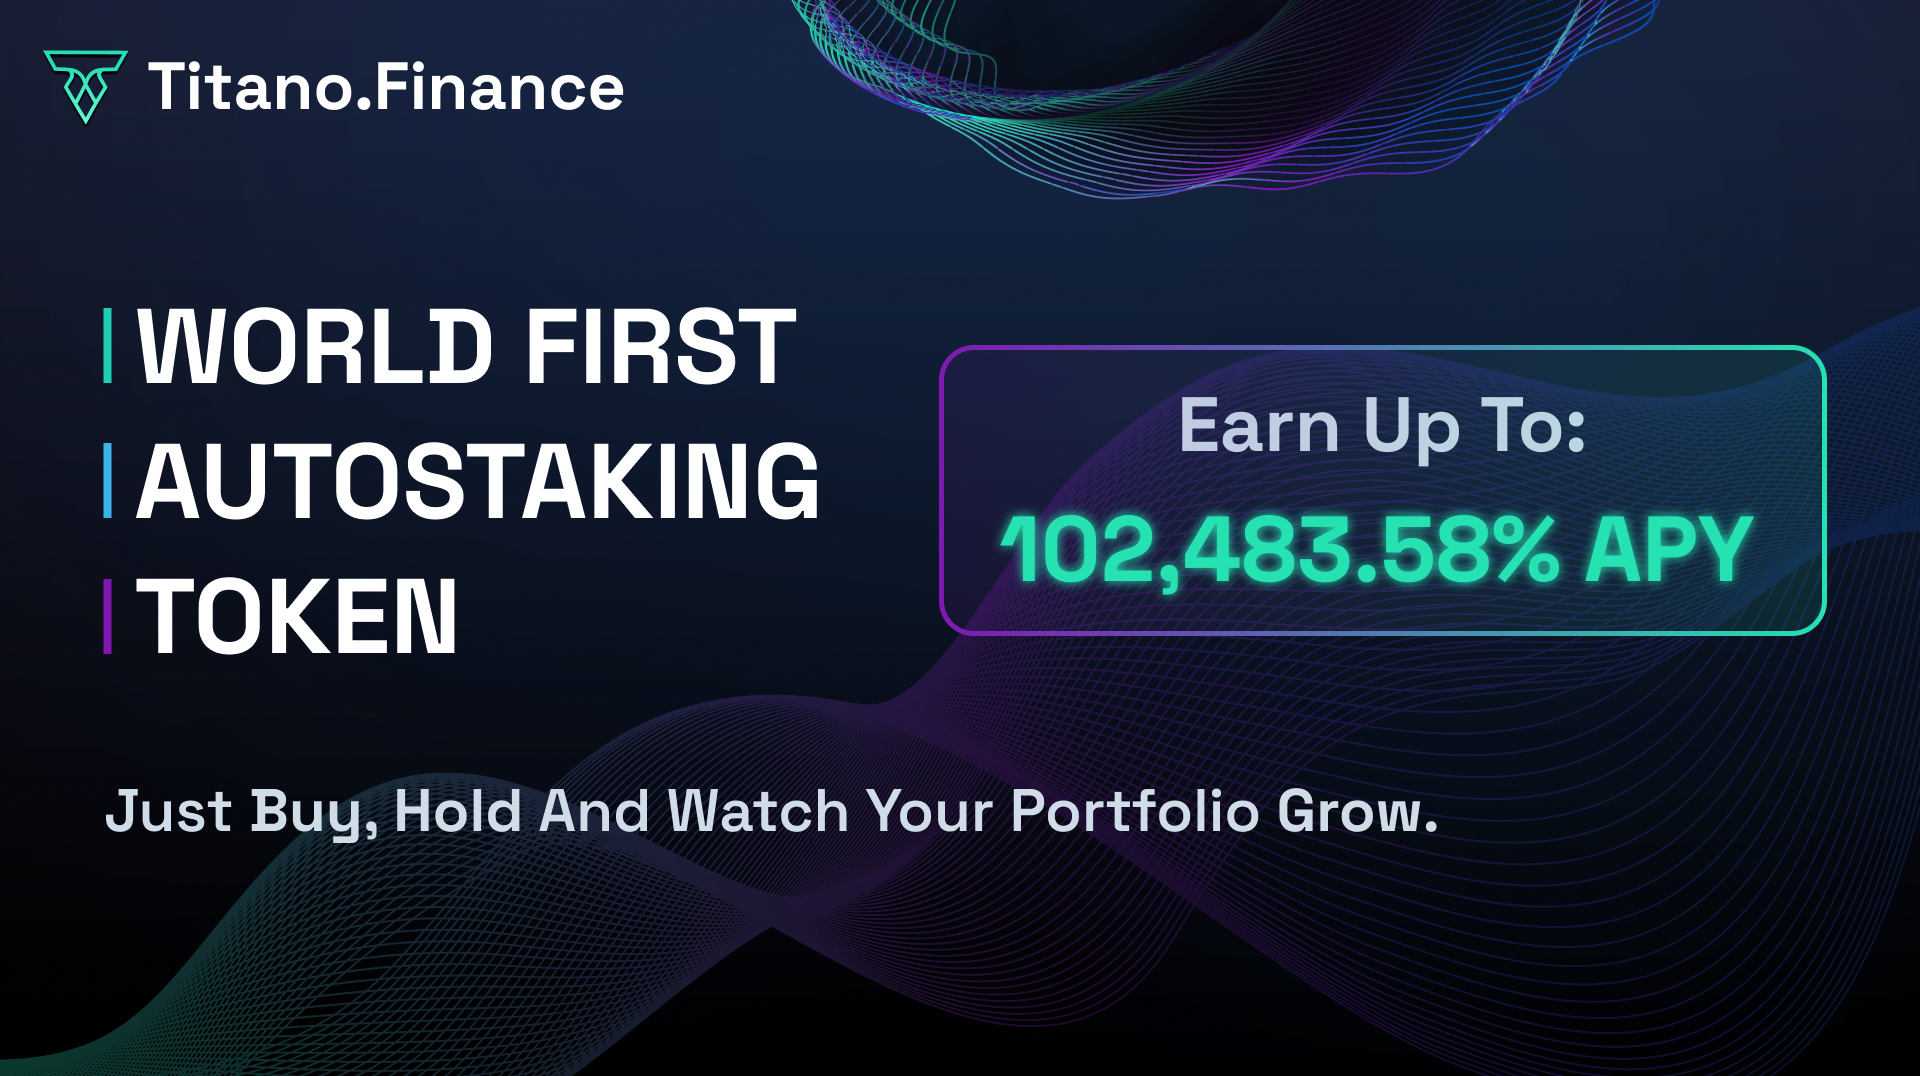 Titano.Finance
WORLD FIRST
AUTOSTAKING
TOKEN
Earn Up To:
102,483.58% APY
Just Buy, Hold And Watch Your Portfolio Grow.